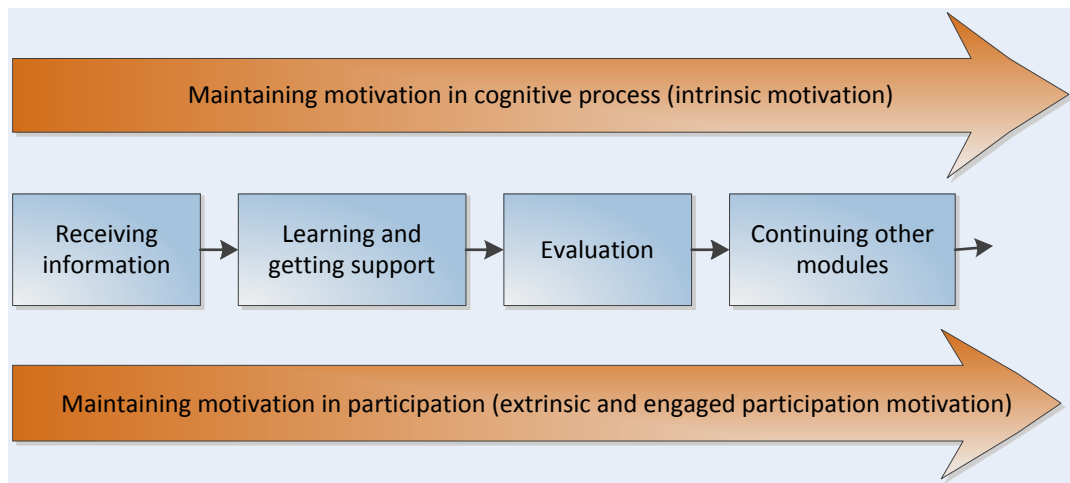 Maintaining motivation in cognitive process (intrinsic motivation)
Receiving
information
Learning and
getting support
Evaluation
Continuing other
modules
Maintaining motivation in participation (extrinsic and engaged participation motivation)